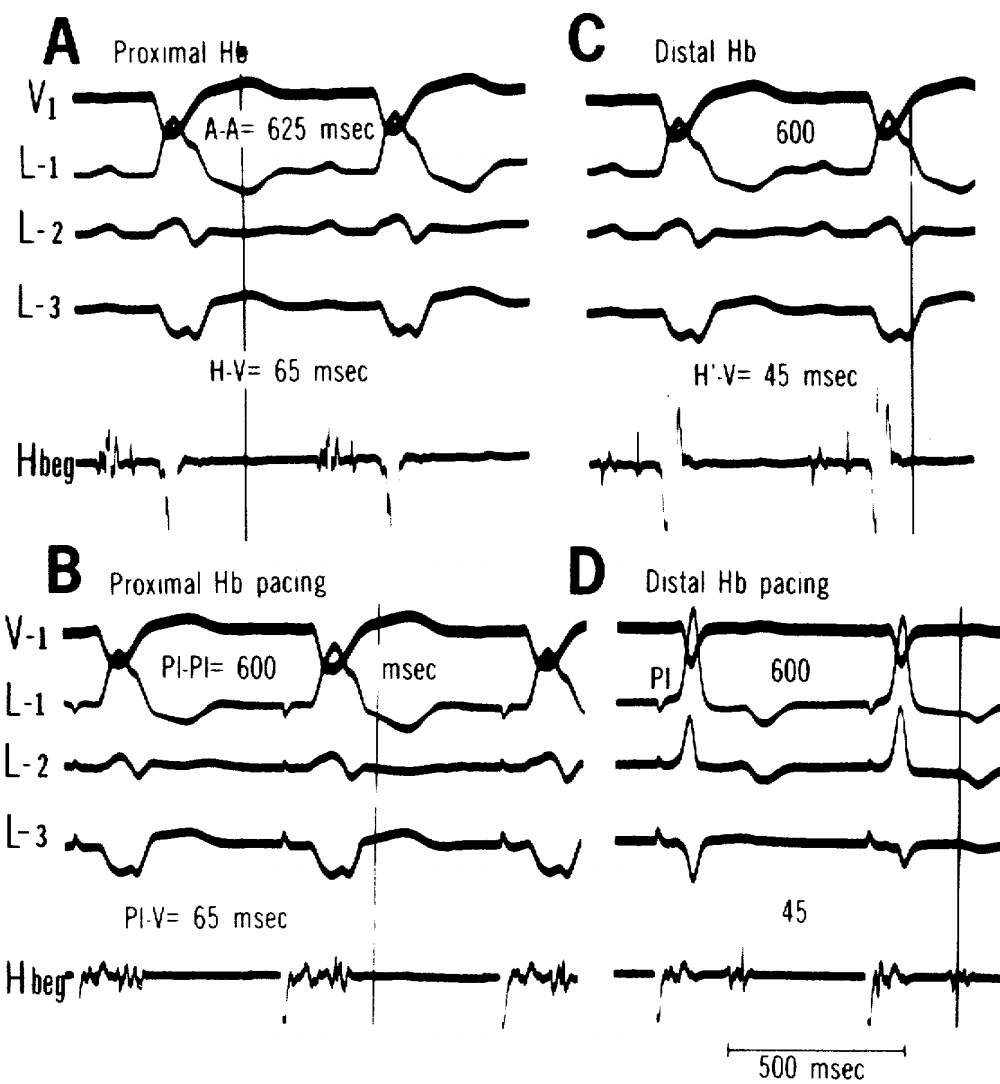 A Proximal Hb
V1
A-A= 625 msec
L-1
L-2
L-3
H-V= 65 msec
Hbeg
C Distal Hb
600
H'-V= 45 msec
B Proximal Hb pacing
V-1
PI-PI= 600 msec
L-1
L-2
L-3
PI-V= 65 msec
Hbeg
D Distal Hb pacing
PI 600
45
500 msec